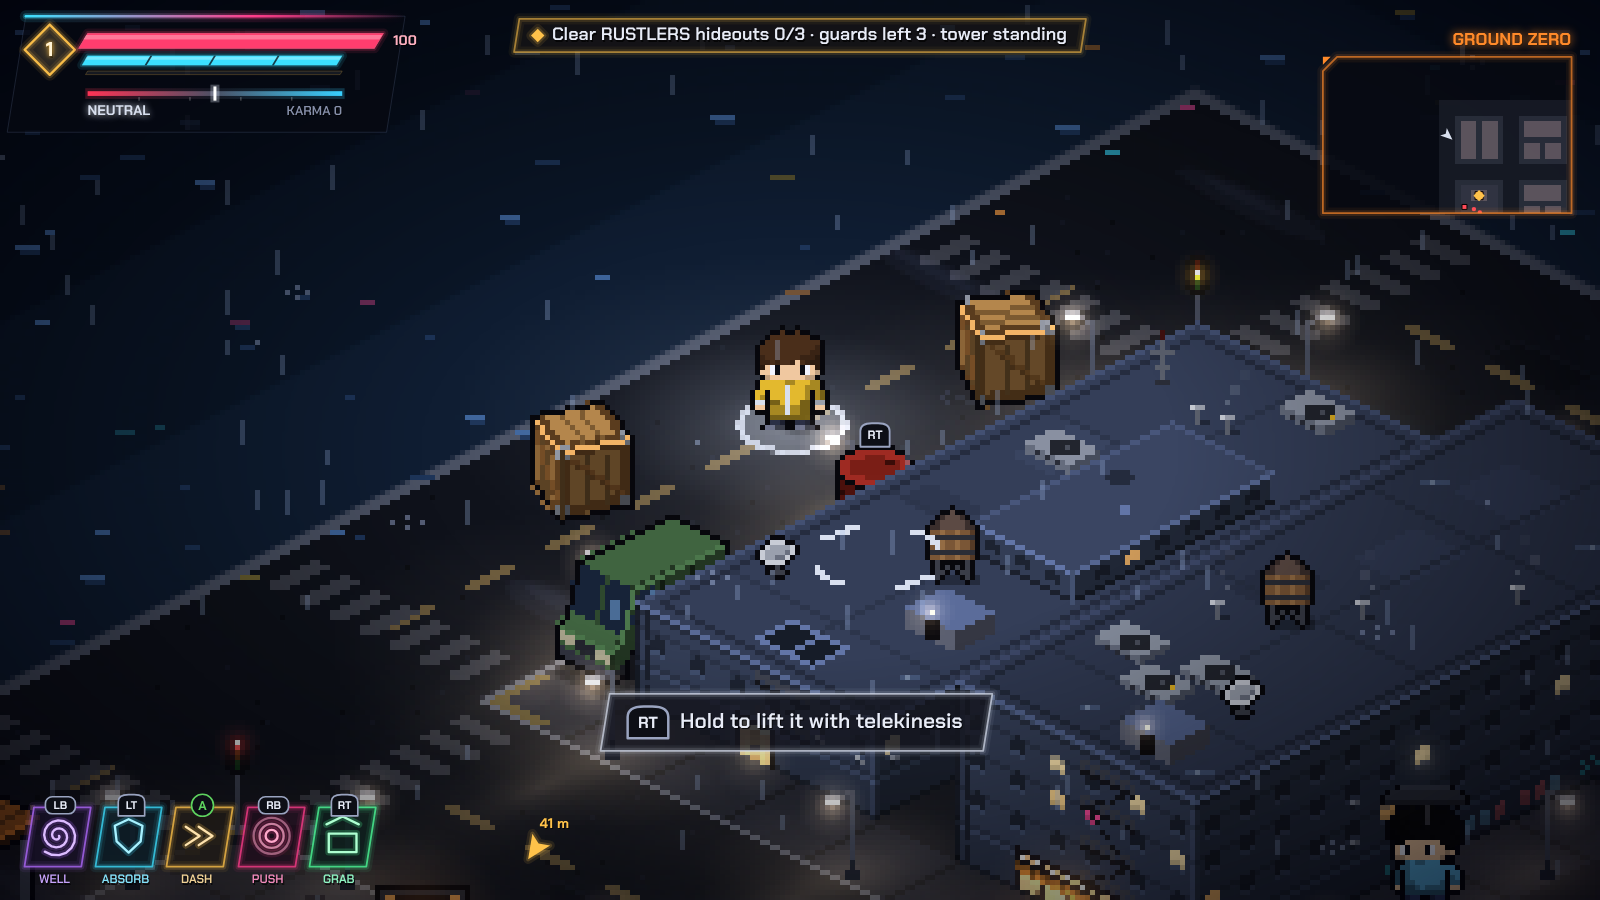 1
100
NEUTRAL
KARMA 0
Clear RUSTLERS hideouts 0/3 · guards left 3 · tower standing
GROUND ZERO
RT
RT Hold to lift it with telekinesis
41 m
LB
LT
A
RB
RT
WELL
ABSORB
DASH
PUSH
GRAB